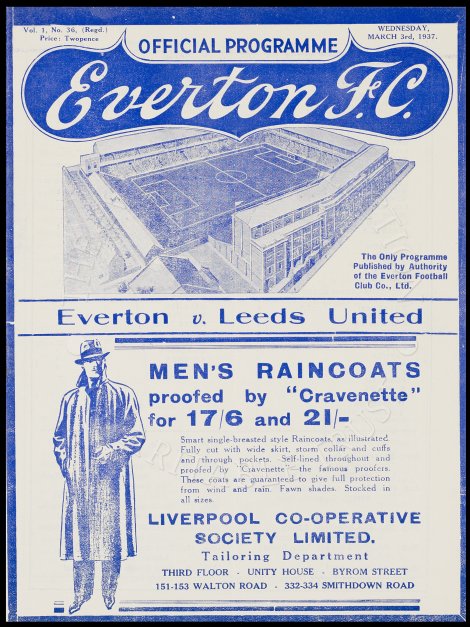 Vol. 1, No. 36, (Regd.)
Price: Twopence
WEDNESDAY,
MARCH 3rd, 1937.
OFFICIAL PROGRAMME
Everton F.C.
The Only Programme
Published by Authority
of the Everton Football
Club Co., Ltd.
Everton v. Leeds United
MEN'S RAINCOATS
proofed by "Cravenette"
for 17/6 and 21/-
Smart single-breasted style Raincoats, as illustrated.
Fully cut with wide skirt, storm collar and cuffs
and through pockets. Self-lined throughout and
proofed by "Cravenette"—the famous proofers.
These coats are guaranteed to give full protection
from wind and rain. Fawn shades. Stocked in
all sizes.
LIVERPOOL CO-OPERATIVE
SOCIETY LIMITED.
Tailoring Department
THIRD FLOOR - UNITY HOUSE - BYROM STREET
151-153 WALTON ROAD - 332-334 SMITHDOWN ROAD